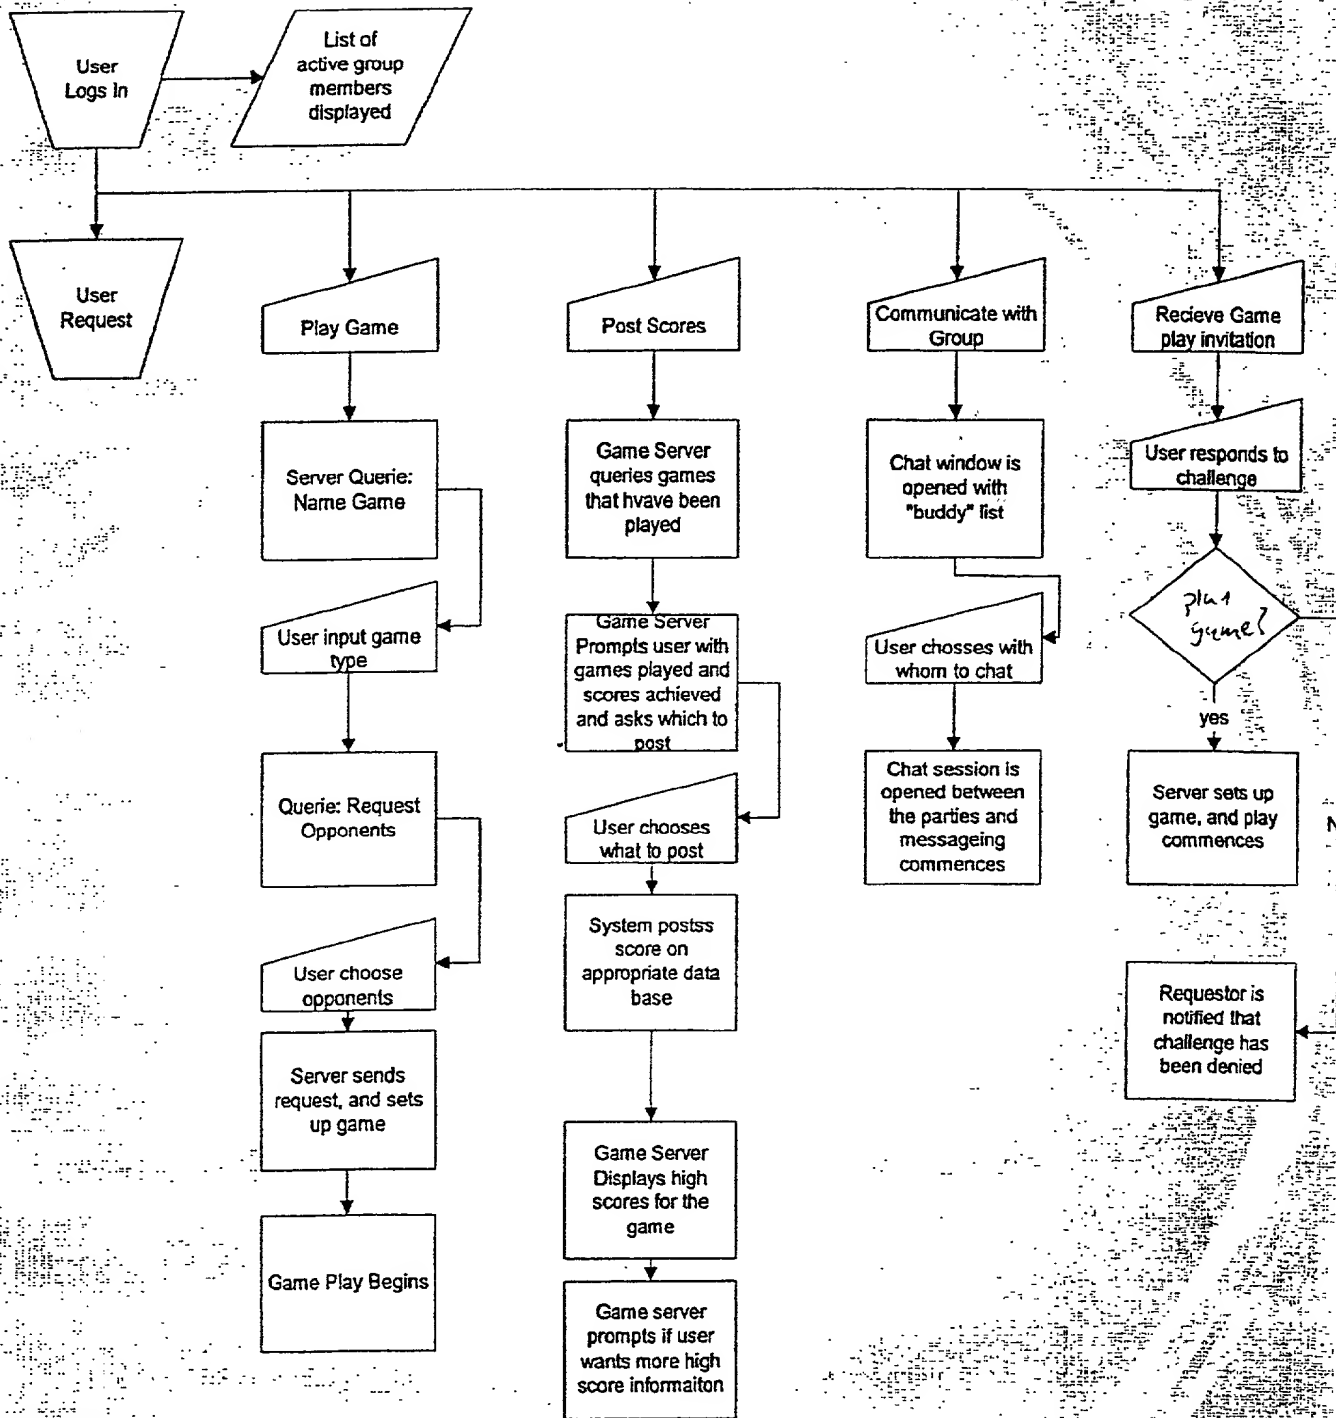 User
Logs In
List of
active group
members
displayed
User
Request
Play Game
Server Querie:
Name Game
User input game
type
Querie: Request
Opponents
User choose
opponents
Server sends
request, and sets
up game
Game Play Begins
Post Scores
Game Server
queries games
that hvave been
played
Game Server
Prompts user with
games played and
scores achieved
and asks which to
post
User chooses
what to post
System postss
score on
appropriate data
base
Game Server
Displays high
scores for the
game
Game server
prompts if user
wants more high
score informaiton
Communicate with
Group
Chat window is
opened with
"buddy" list
User chosses with
whom to chat
Chat session is
opened between
the parties and
messageing
commences
Recieve Game
play invitation
User responds to
challenge
game?
yes
Server sets up
game, and play
commences
N
Requestor is
notified that
challenge has
been denied